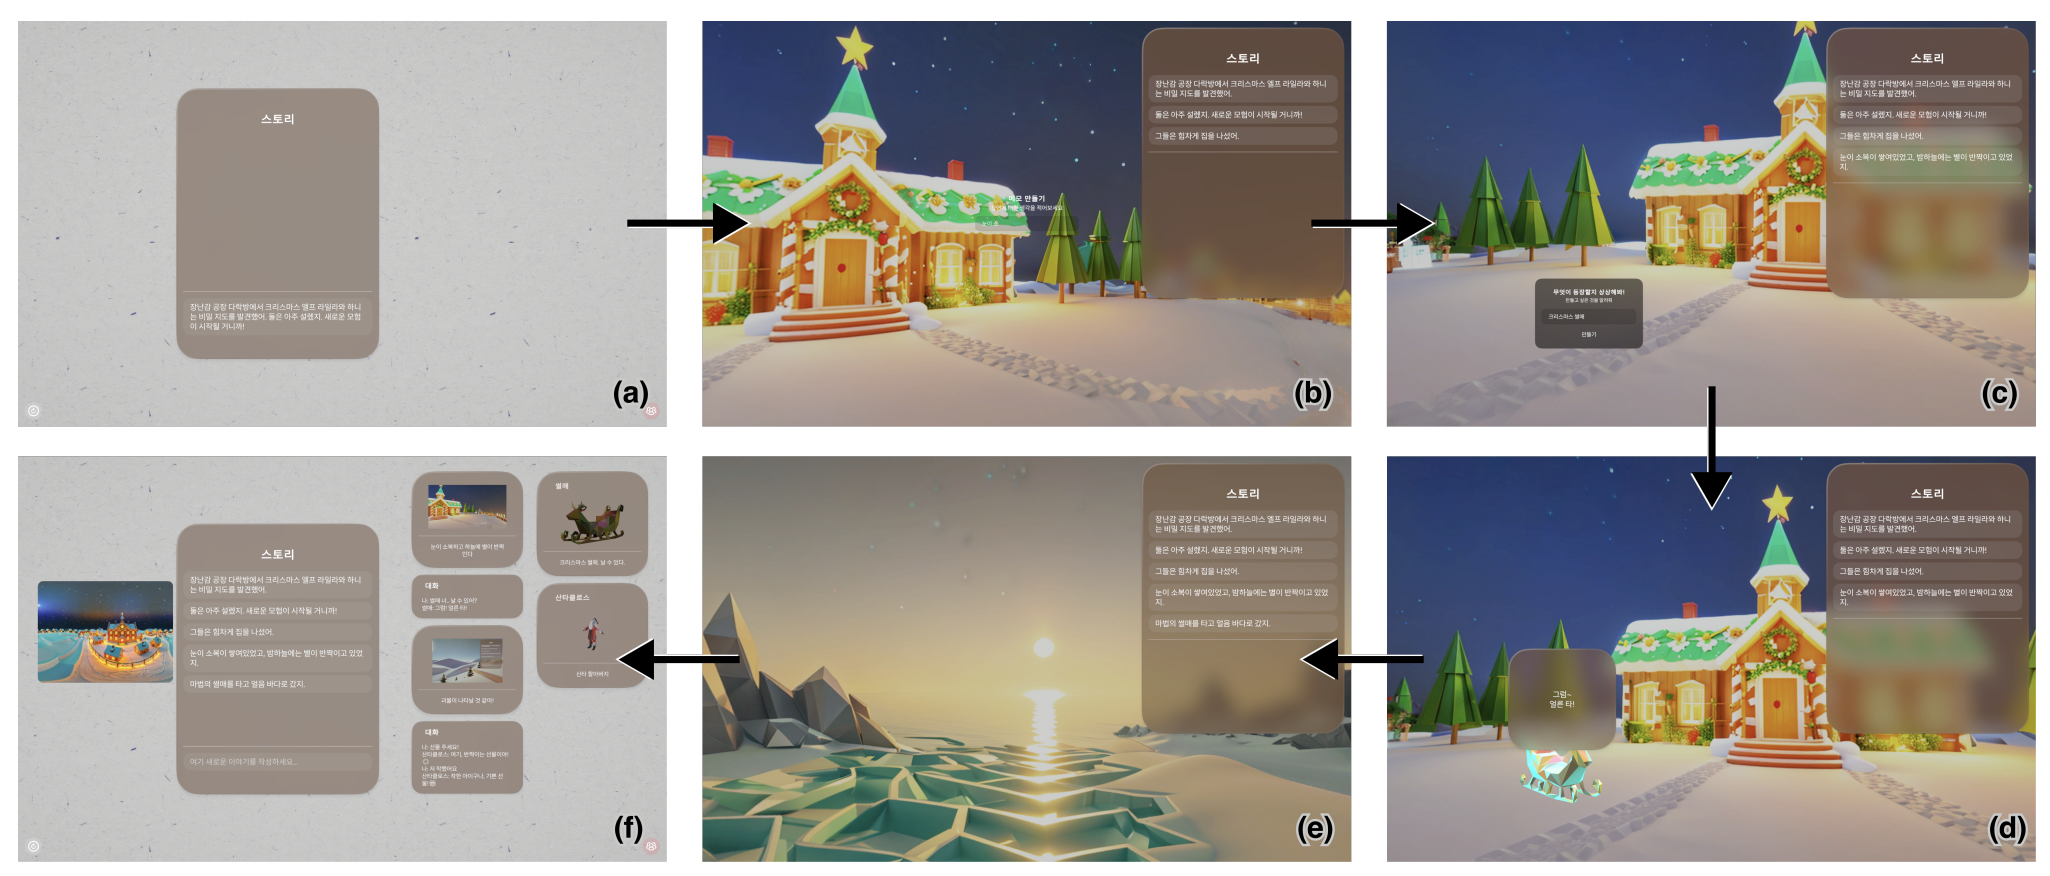 스토리
장난감 공장 다락방에서 크리스마스 엘프 라일라와 하니
는 비밀 지도를 발견했어. 둘은 아주 설렜지. 새로운 모험
이 시작될 거니까!
(a)
스토리
장난감 공장 다락방에서 크리스마스 엘프 라일라와 하니
는 비밀 지도를 발견했어.
둘은 아주 설렜지. 새로운 모험이 시작될 거니까!
그들은 힘차게 집을 나섰어.
메모 만들기
적어보세요
(b)
스토리
장난감 공장 다락방에서 크리스마스 엘프 라일라와 하니
는 비밀 지도를 발견했어.
둘은 아주 설렜지. 새로운 모험이 시작될 거니까!
그들은 힘차게 집을 나섰어.
눈이 소복이 쌓여있었고, 밤하늘에는 별이 반짝이고 있었
지.
무엇이 등장할지 상상해봐!
만들고 싶은 것을 말하줘
크리스마스 썰매
만들기
(c)
스토리
장난감 공장 다락방에서 크리스마스 엘프 라일라와 하니
는 비밀 지도를 발견했어.
둘은 아주 설렜지. 새로운 모험이 시작될 거니까!
그들은 힘차게 집을 나섰어.
눈이 소복이 쌓여있었고, 밤하늘에는 별이 반짝이고 있었
지.
그럼~
얼른 타!
(d)
스토리
장난감 공장 다락방에서 크리스마스 엘프 라일라와 하니
는 비밀 지도를 발견했어.
둘은 아주 설렜지. 새로운 모험이 시작될 거니까!
그들은 힘차게 집을 나섰어.
눈이 소복이 쌓여있었고, 밤하늘에는 별이 반짝이고 있었
지.
마법의 썰매를 타고 얼음 바다로 갔지.
(e)
스토리
장난감 공장 다락방에서 크리스마스 엘프 라일라와 하니
는 비밀 지도를 발견했어.
둘은 아주 설렜지. 새로운 모험이 시작될 거니까!
그들은 힘차게 집을 나섰어.
눈이 소복이 쌓여있었고, 밤하늘에는 별이 반짝이고 있었
지.
마법의 썰매를 타고 얼음 바다로 갔지.
여기 새로운 이야기를 작성하세요...
눈이 소복하고 하늘에 별이 반짝
인다
대화
나: 썰매 너.. 날 수 있어?
썰매: 그럼! 얼른 타!
괴물이 나타날 것 같아!
대화
나: 선물 주세요!
산타클로스: 여기, 반짝이는 선물이야!
나: 저 착했어요
산타클로스: 착한 아이구나, 기쁜 선
물!
썰매
크리스마스 썰매. 날 수 있다.
산타클로스
산타 할아버지
(f)